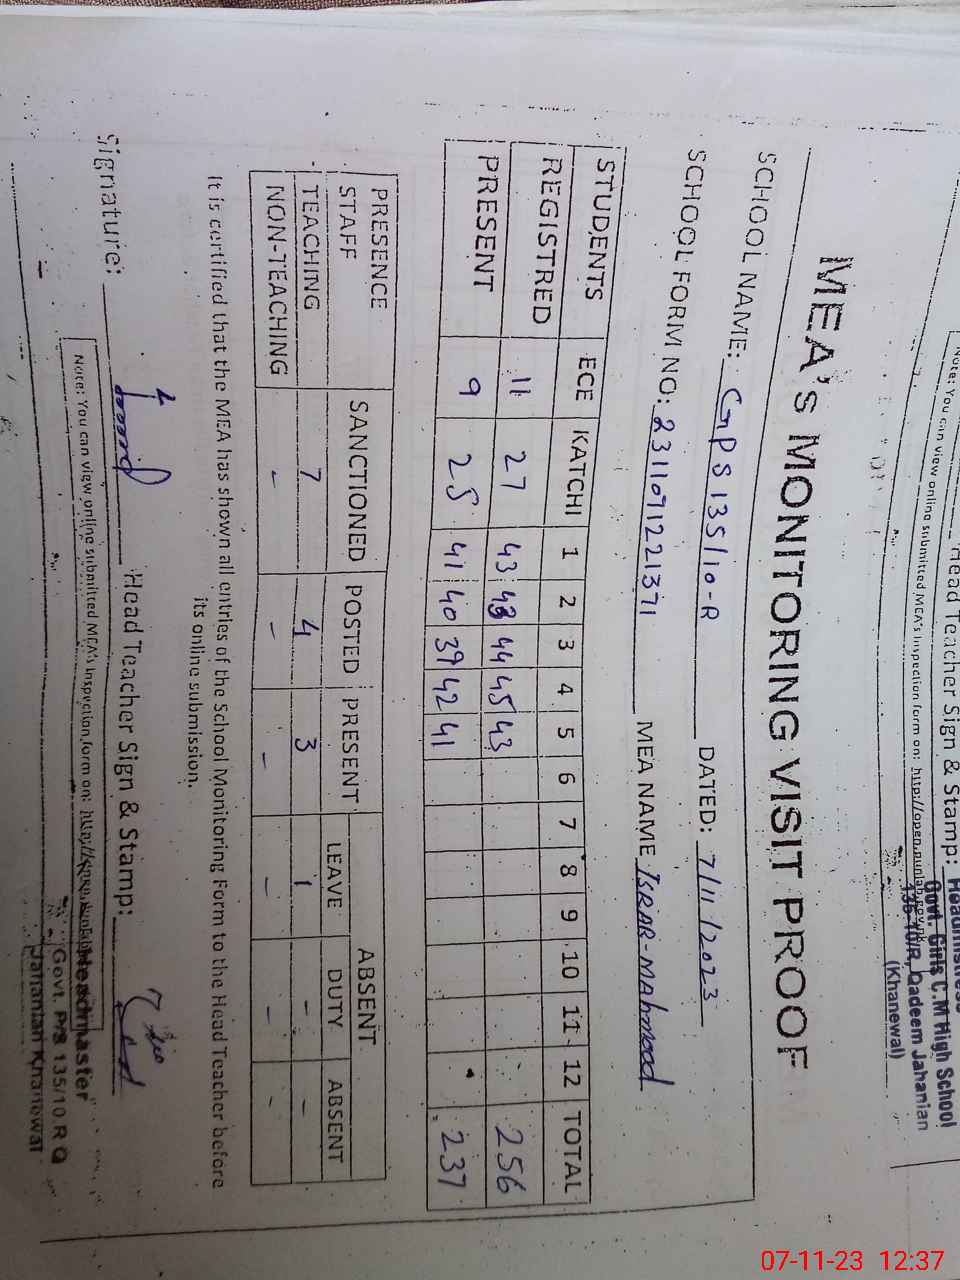 Head Teacher Sign & Stamp:
Govt. Girls C.M High School
135-10/R, Qadeem Jahanian
(Khanewal)
Note: You can view online submitted MEA's Inspection form on: http://open.punjab.gov.pk
MEA's MONITORING VISIT PROOF
SCHOOL NAME: GPS 135/10-R DATED: 7/11/2023
SCHOOL FORM NO: MEA NAME ISRAR-MAHMOOD
STUDENTS ECE KATCHI 1 2 3 4 5 6 7 8 9 10 11 12 TOTAL
REGISTRED 11 27 43 43 44 45 43 256
PRESENT 9 25 41 40 39 42 41 237
PRESENCE STAFF SANCTIONED POSTED PRESENT ABSENT
LEAVE DUTY ABSENT
TEACHING 7 4 3 1 - -
NON-TEACHING - - - - - -
It is certified that the MEA has shown all entries of the School Monitoring Form to the Head Teacher before
its online submission.
Signature: Head Teacher Sign & Stamp:
Headmaster
Govt. P/S 135/10.R Q
Jahanian Khanewal
Note: You can view online submitted MEA's Inspection form on:
07-11-23 12:37